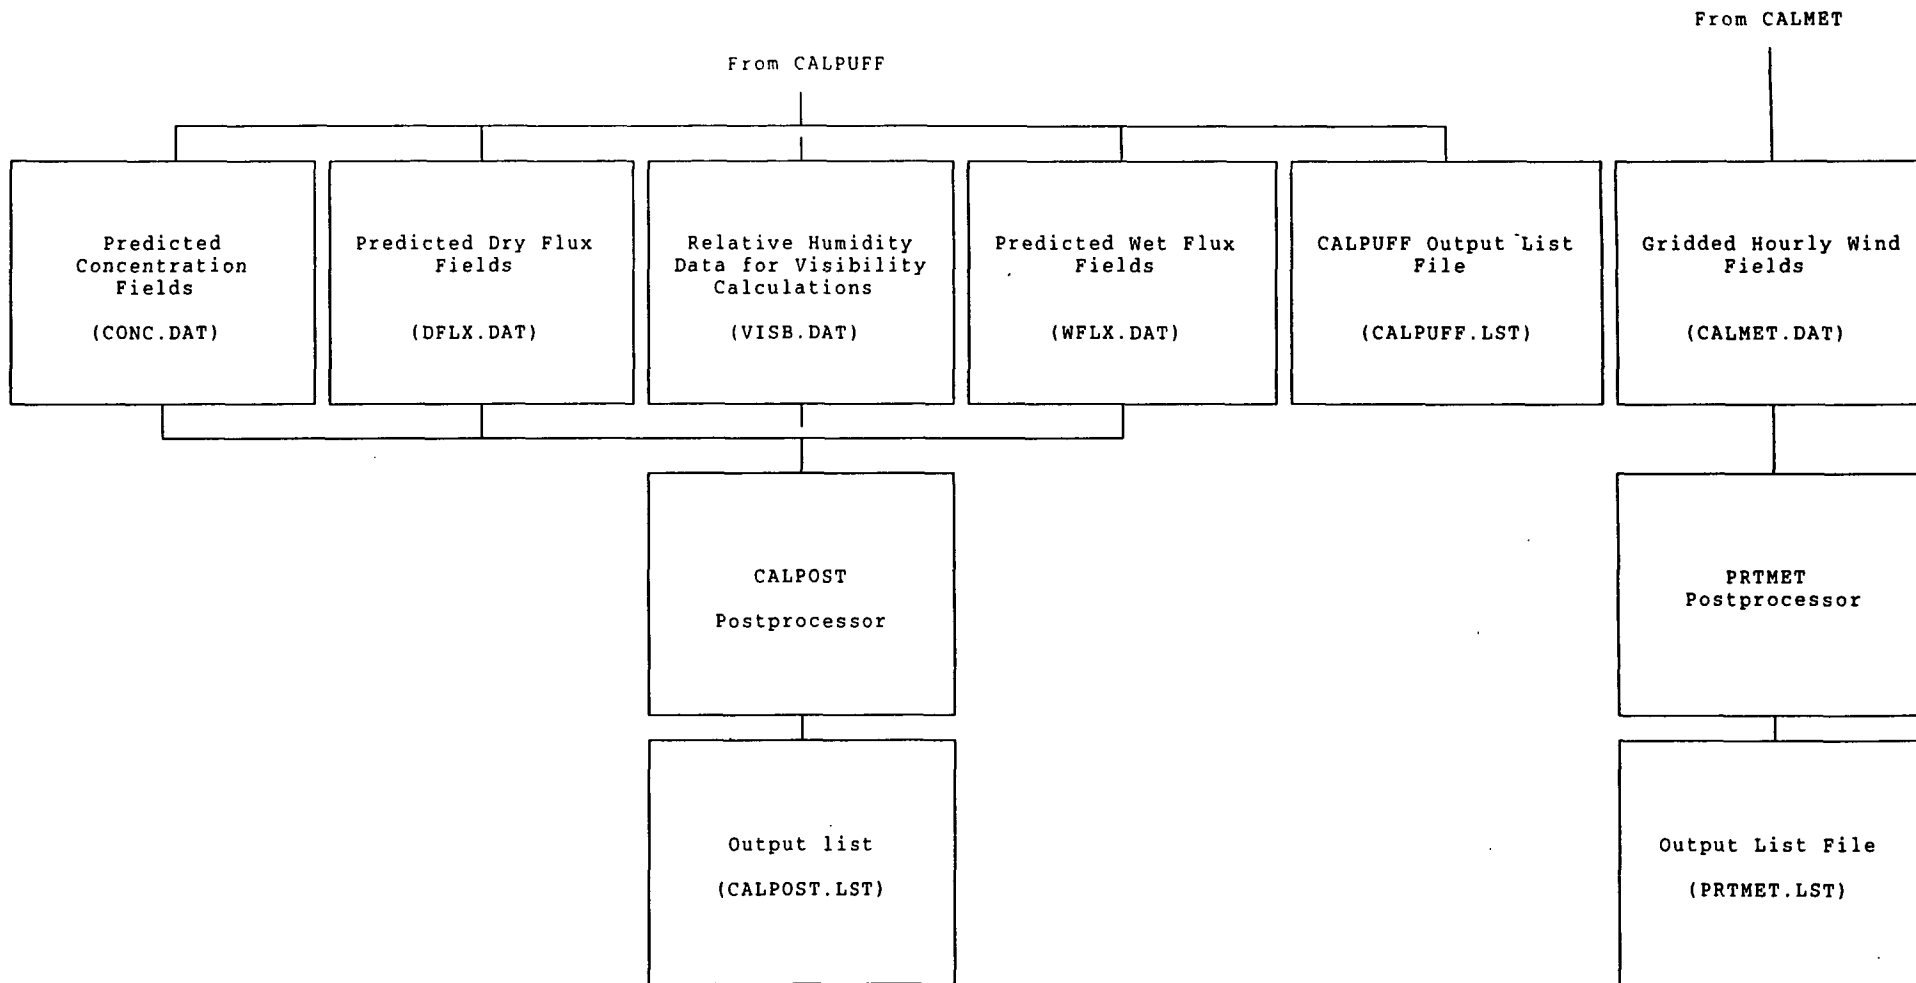 From CALMET
From CALPUFF
Predicted
Concentration
Fields
(CONC.DAT)
Predicted Dry Flux
Fields
(DFLX.DAT)
Relative Humidity
Data for Visibility
Calculations
(VISB.DAT)
Predicted Wet Flux
Fields
(WFLX.DAT)
CALPUFF Output List
File
(CALPUFF.LST)
Gridded Hourly Wind
Fields
(CALMET.DAT)
CALPOST
Postprocessor
PRTMET
Postprocessor
Output list
(CALPOST.LST)
Output List File
(PRTMET.LST)